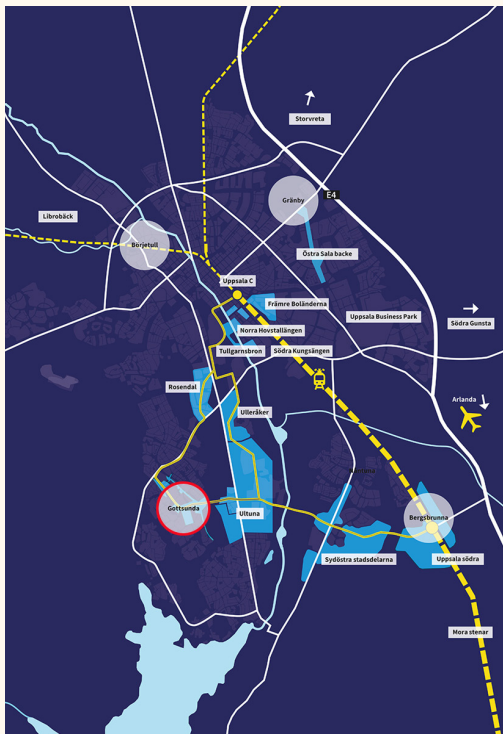 Storvreta
E4
Gränby
Librobäck
Börjetull
Östra Sala backe
Uppsala C
Främre Boländerna
Södra Gunsta
Uppsala Business Park
Norra Hovstallängen
Tullgarnsbron
Södra Kungsängen
Rosendal
Arlanda
Ulleråker
Gottsunda
Ultuna
Bergsbrunna
Sydöstra stadsdelarna
Uppsala södra
Mora stenar